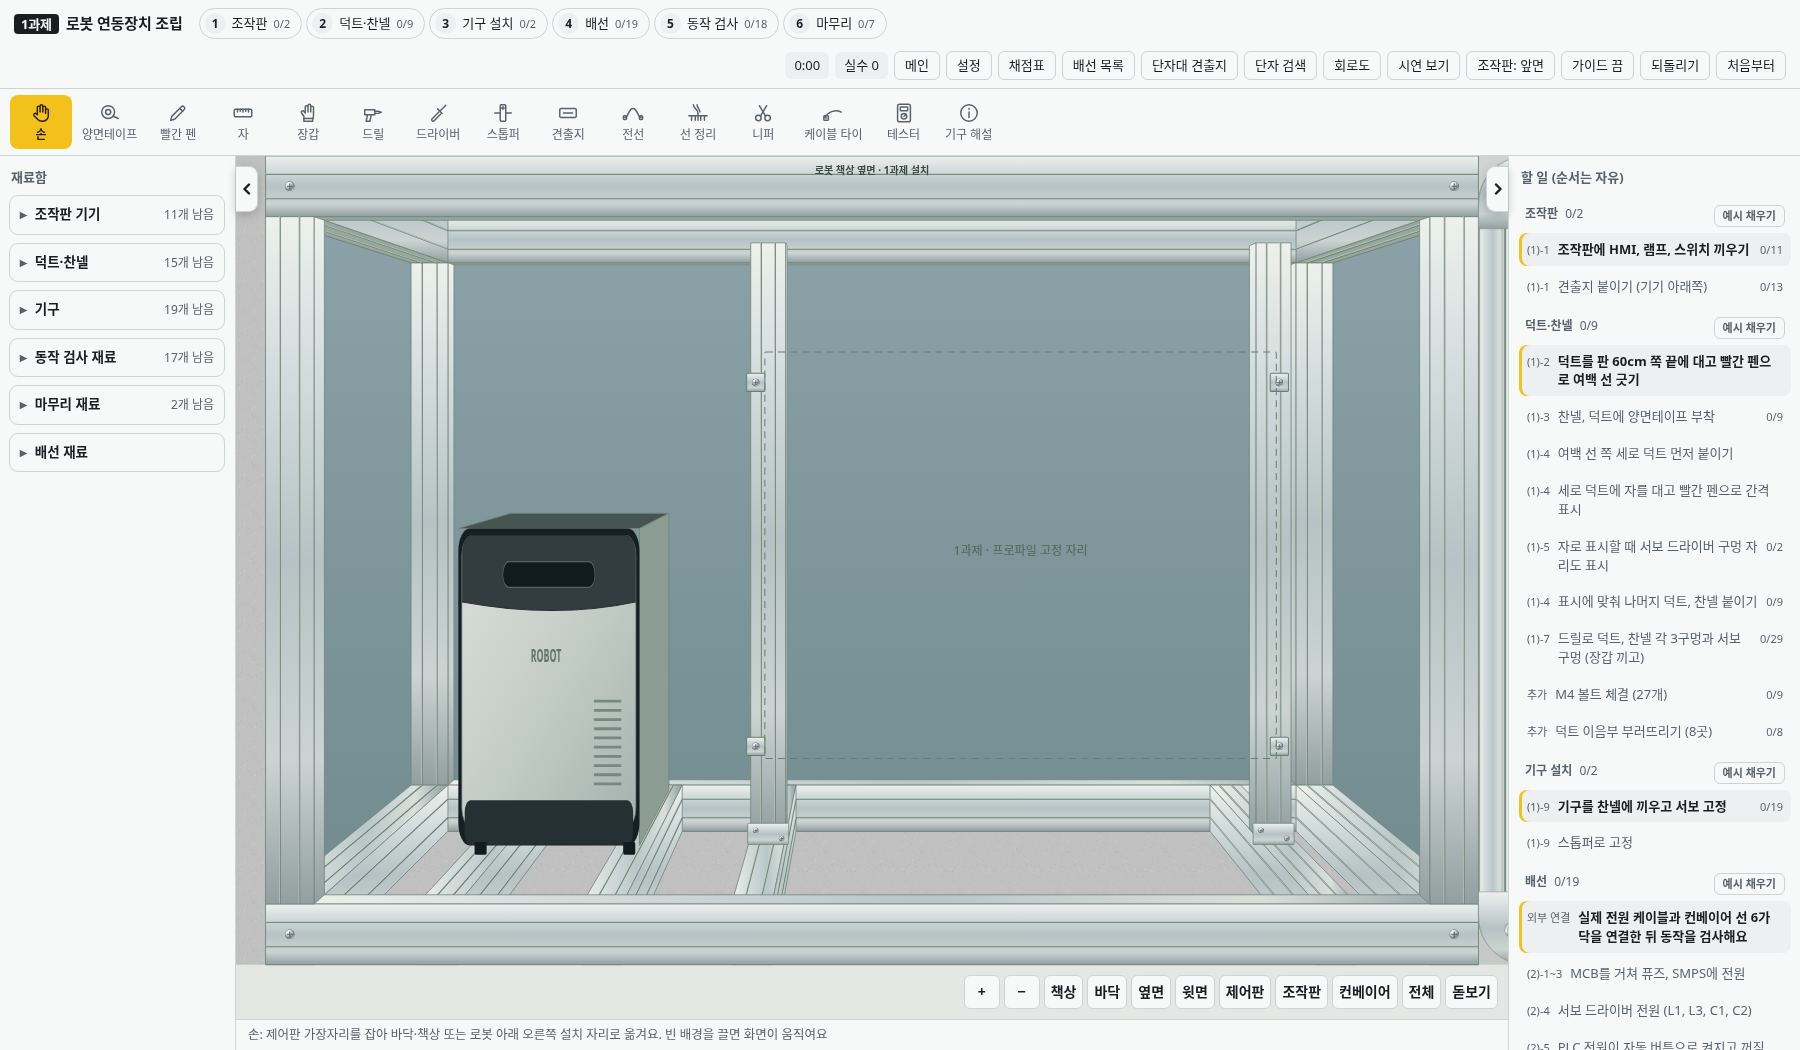 1과제 로봇 연동장치 조립
1 조작판 0/2
2 덕트·찬넬 0/9
3 기구 설치 0/2
4 배선 0/19
5 동작 검사 0/18
6 마무리 0/7
0:00
실수 0
메인
설정
채점표
배선 목록
단자대 견출지
단자 검색
회로도
시연 보기
조작판: 앞면
가이드 끔
되돌리기
처음부터
손
양면테이프
빨간 펜
자
장갑
드릴
드라이버
스톱퍼
견출지
전선
선 정리
니퍼
케이블 타이
테스터
기구 해설
재료함
▶ 조작판 기기 11개 남음
▶ 덕트·찬넬 15개 남음
▶ 기구 19개 남음
▶ 동작 검사 재료 17개 남음
▶ 마무리 재료 2개 남음
▶ 배선 재료
로봇 책상 옆면 · 1과제 설치
1과제 · 프로파일 고정 자리
ROBOT
+
−
책상
바닥
옆면
윗면
제어판
조작판
컨베이어
전체
돋보기
손: 제어판 가장자리를 잡아 바닥·책상 또는 로봇 아래 오른쪽 설치 자리로 옮겨요. 빈 배경을 끌면 화면이 움직여요
할 일 (순서는 자유)
조작판 0/2 예시 채우기
(1)-1 조작판에 HMI, 램프, 스위치 끼우기 0/11
(1)-1 견출지 붙이기 (기기 아래쪽) 0/13
덕트·찬넬 0/9 예시 채우기
(1)-2 덕트를 판 60cm 쪽 끝에 대고 빨간 펜으
로 여백 선 긋기
(1)-3 찬넬, 덕트에 양면테이프 부착 0/9
(1)-4 여백 선 쪽 세로 덕트 먼저 붙이기
(1)-4 세로 덕트에 자를 대고 빨간 펜으로 간격
표시
(1)-5 자로 표시할 때 서보 드라이버 구멍 자 0/2
리도 표시
(1)-4 표시에 맞춰 나머지 덕트, 찬넬 붙이기 0/9
(1)-7 드릴로 덕트, 찬넬 각 3구멍과 서보 0/29
구멍 (장갑 끼고)
추가 M4 볼트 체결 (27개) 0/9
추가 덕트 이음부 부러뜨리기 (8곳) 0/8
기구 설치 0/2 예시 채우기
(1)-9 기구를 찬넬에 끼우고 서보 고정 0/19
(1)-9 스톱퍼로 고정
배선 0/19 예시 채우기
외부 연결 실제 전원 케이블과 컨베이어 선 6가
닥을 연결한 뒤 동작을 검사해요
(2)-1~3 MCB를 거쳐 퓨즈, SMPS에 전원
(2)-4 서보 드라이버 전원 (L1, L3, C1, C2)
(2)-5 PLC 전원이 자동 버튼으로 켜지고 꺼짐